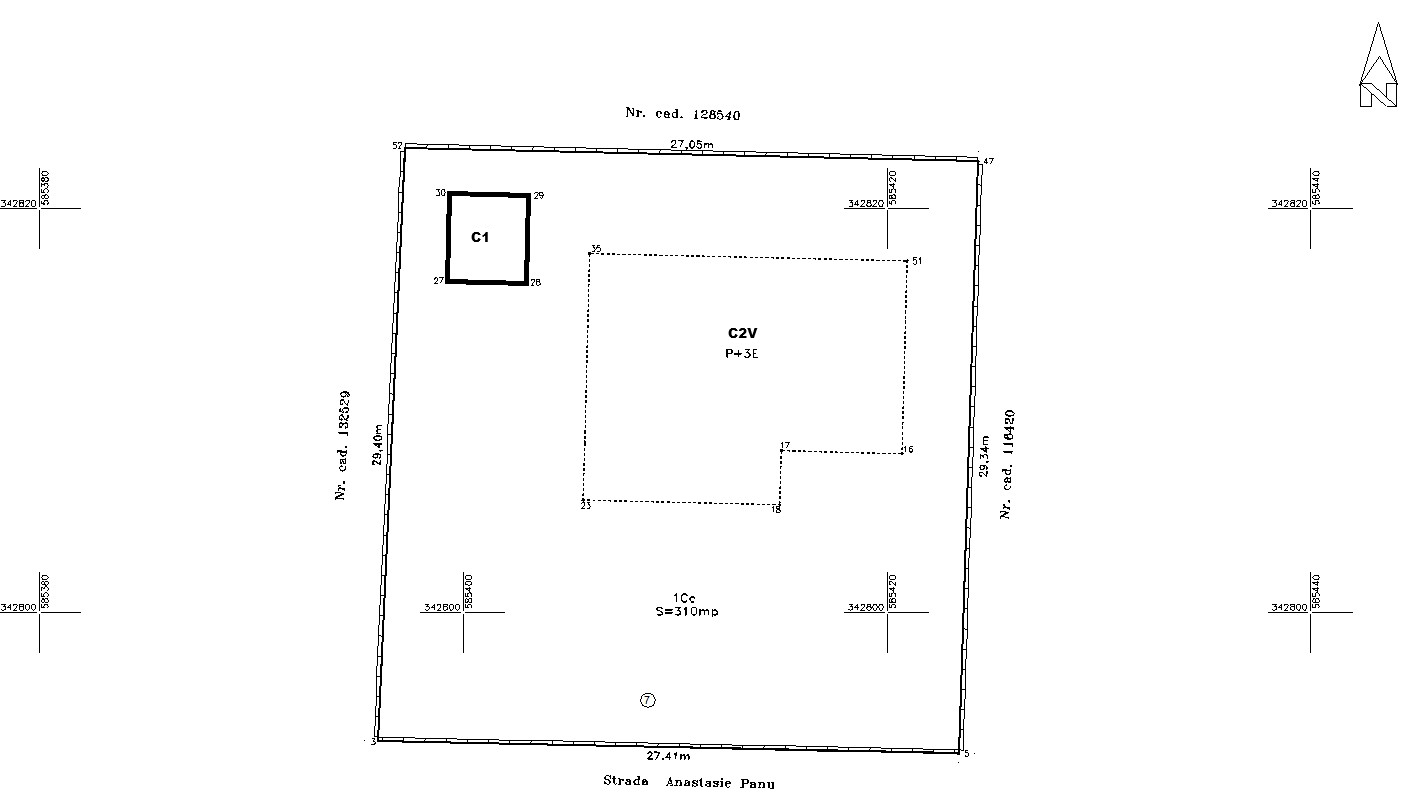 N
Nr. cad. 128540
27,05m
52
47
585380
342820
585420
342820
585440
342820
30
29
C1
27
28
35
51
C2V
P+3E
Nr. cad. 132529
29,40m
17
16
29,34m
Nr. cad. 116420
23
18
585380
342800
585400
342800
585420
342800
585440
342800
1Cc
S=310mp
7
3
5
27,41m
Strada Anastasie Panu